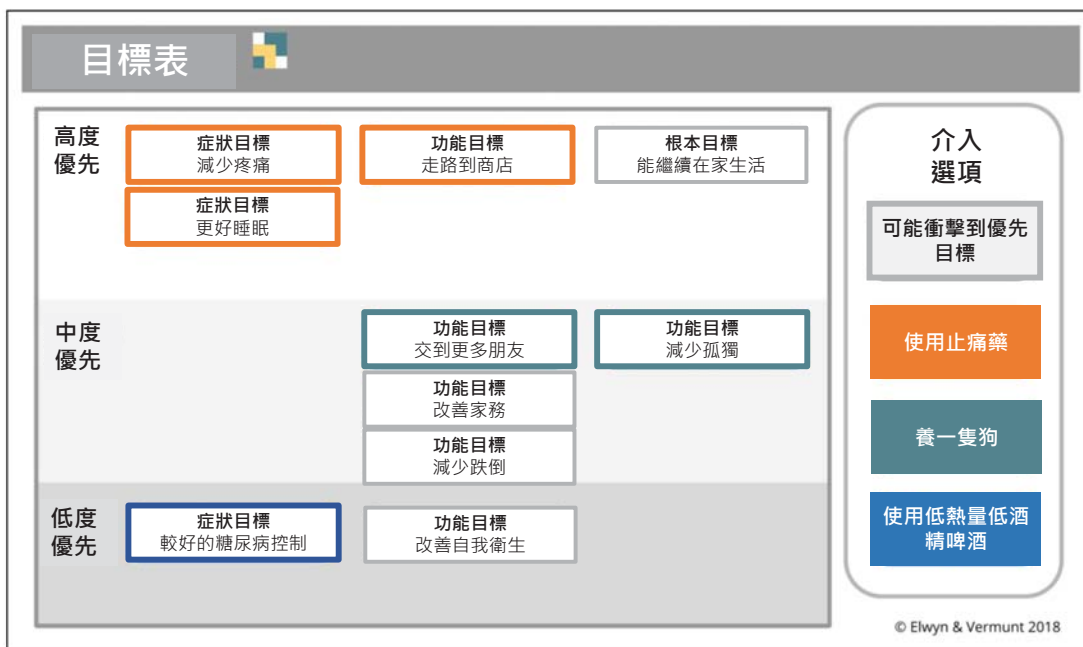 目標表
高度
優先
症狀目標
減少疼痛
功能目標
走路到商店
根本目標
能繼續在家生活
症狀目標
更好睡眠
中度
優先
功能目標
交到更多朋友
功能目標
減少孤獨
功能目標
改善家務
功能目標
減少跌倒
低度
優先
症狀目標
較好的糖尿病控制
功能目標
改善自我衛生
介入
選項
可能衝擊到優先
目標
使用止痛藥
養一隻狗
使用低熱量低酒
精啤酒
© Elwyn & Vermunt 2018